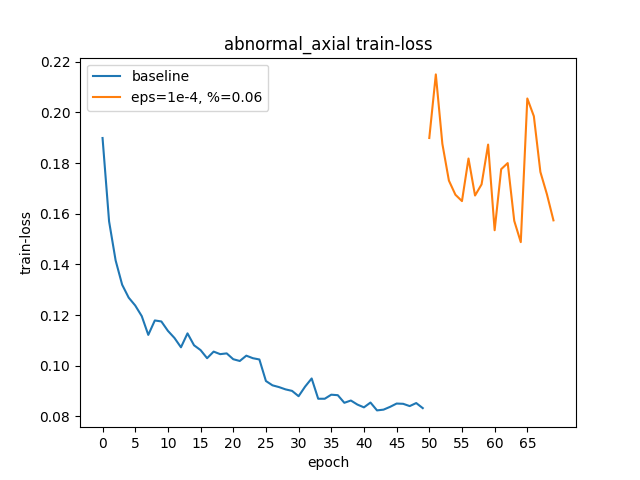 abnormal_axial train-loss
baseline
eps=1e-4, %=0.06
0.22
0.20
0.18
0.16
0.14
0.12
0.10
0.08
train-loss
0 5 10 15 20 25 30 35 40 45 50 55 60 65
epoch